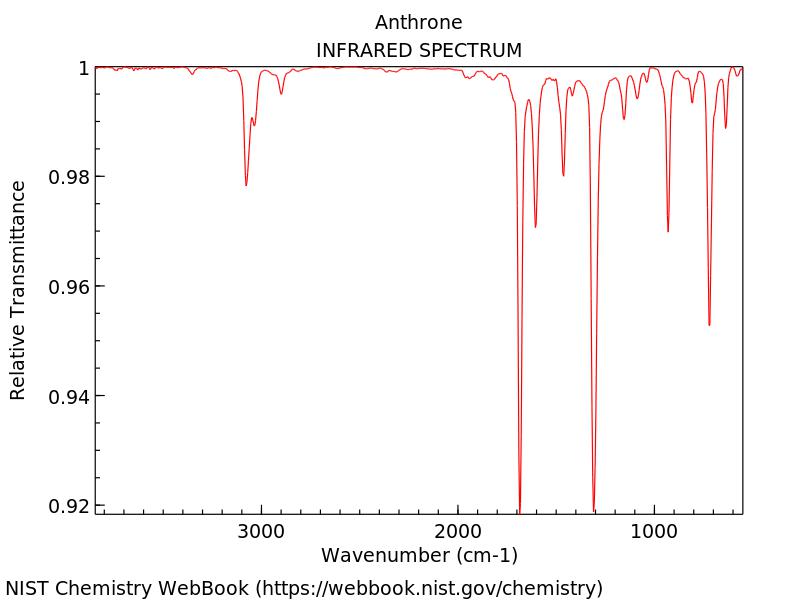 Anthrone
INFRARED SPECTRUM
1
0.98
0.96
0.94
0.92
Relative Transmittance
3000 2000 1000
Wavenumber (cm-1)
NIST Chemistry WebBook (https://webbook.nist.gov/chemistry)